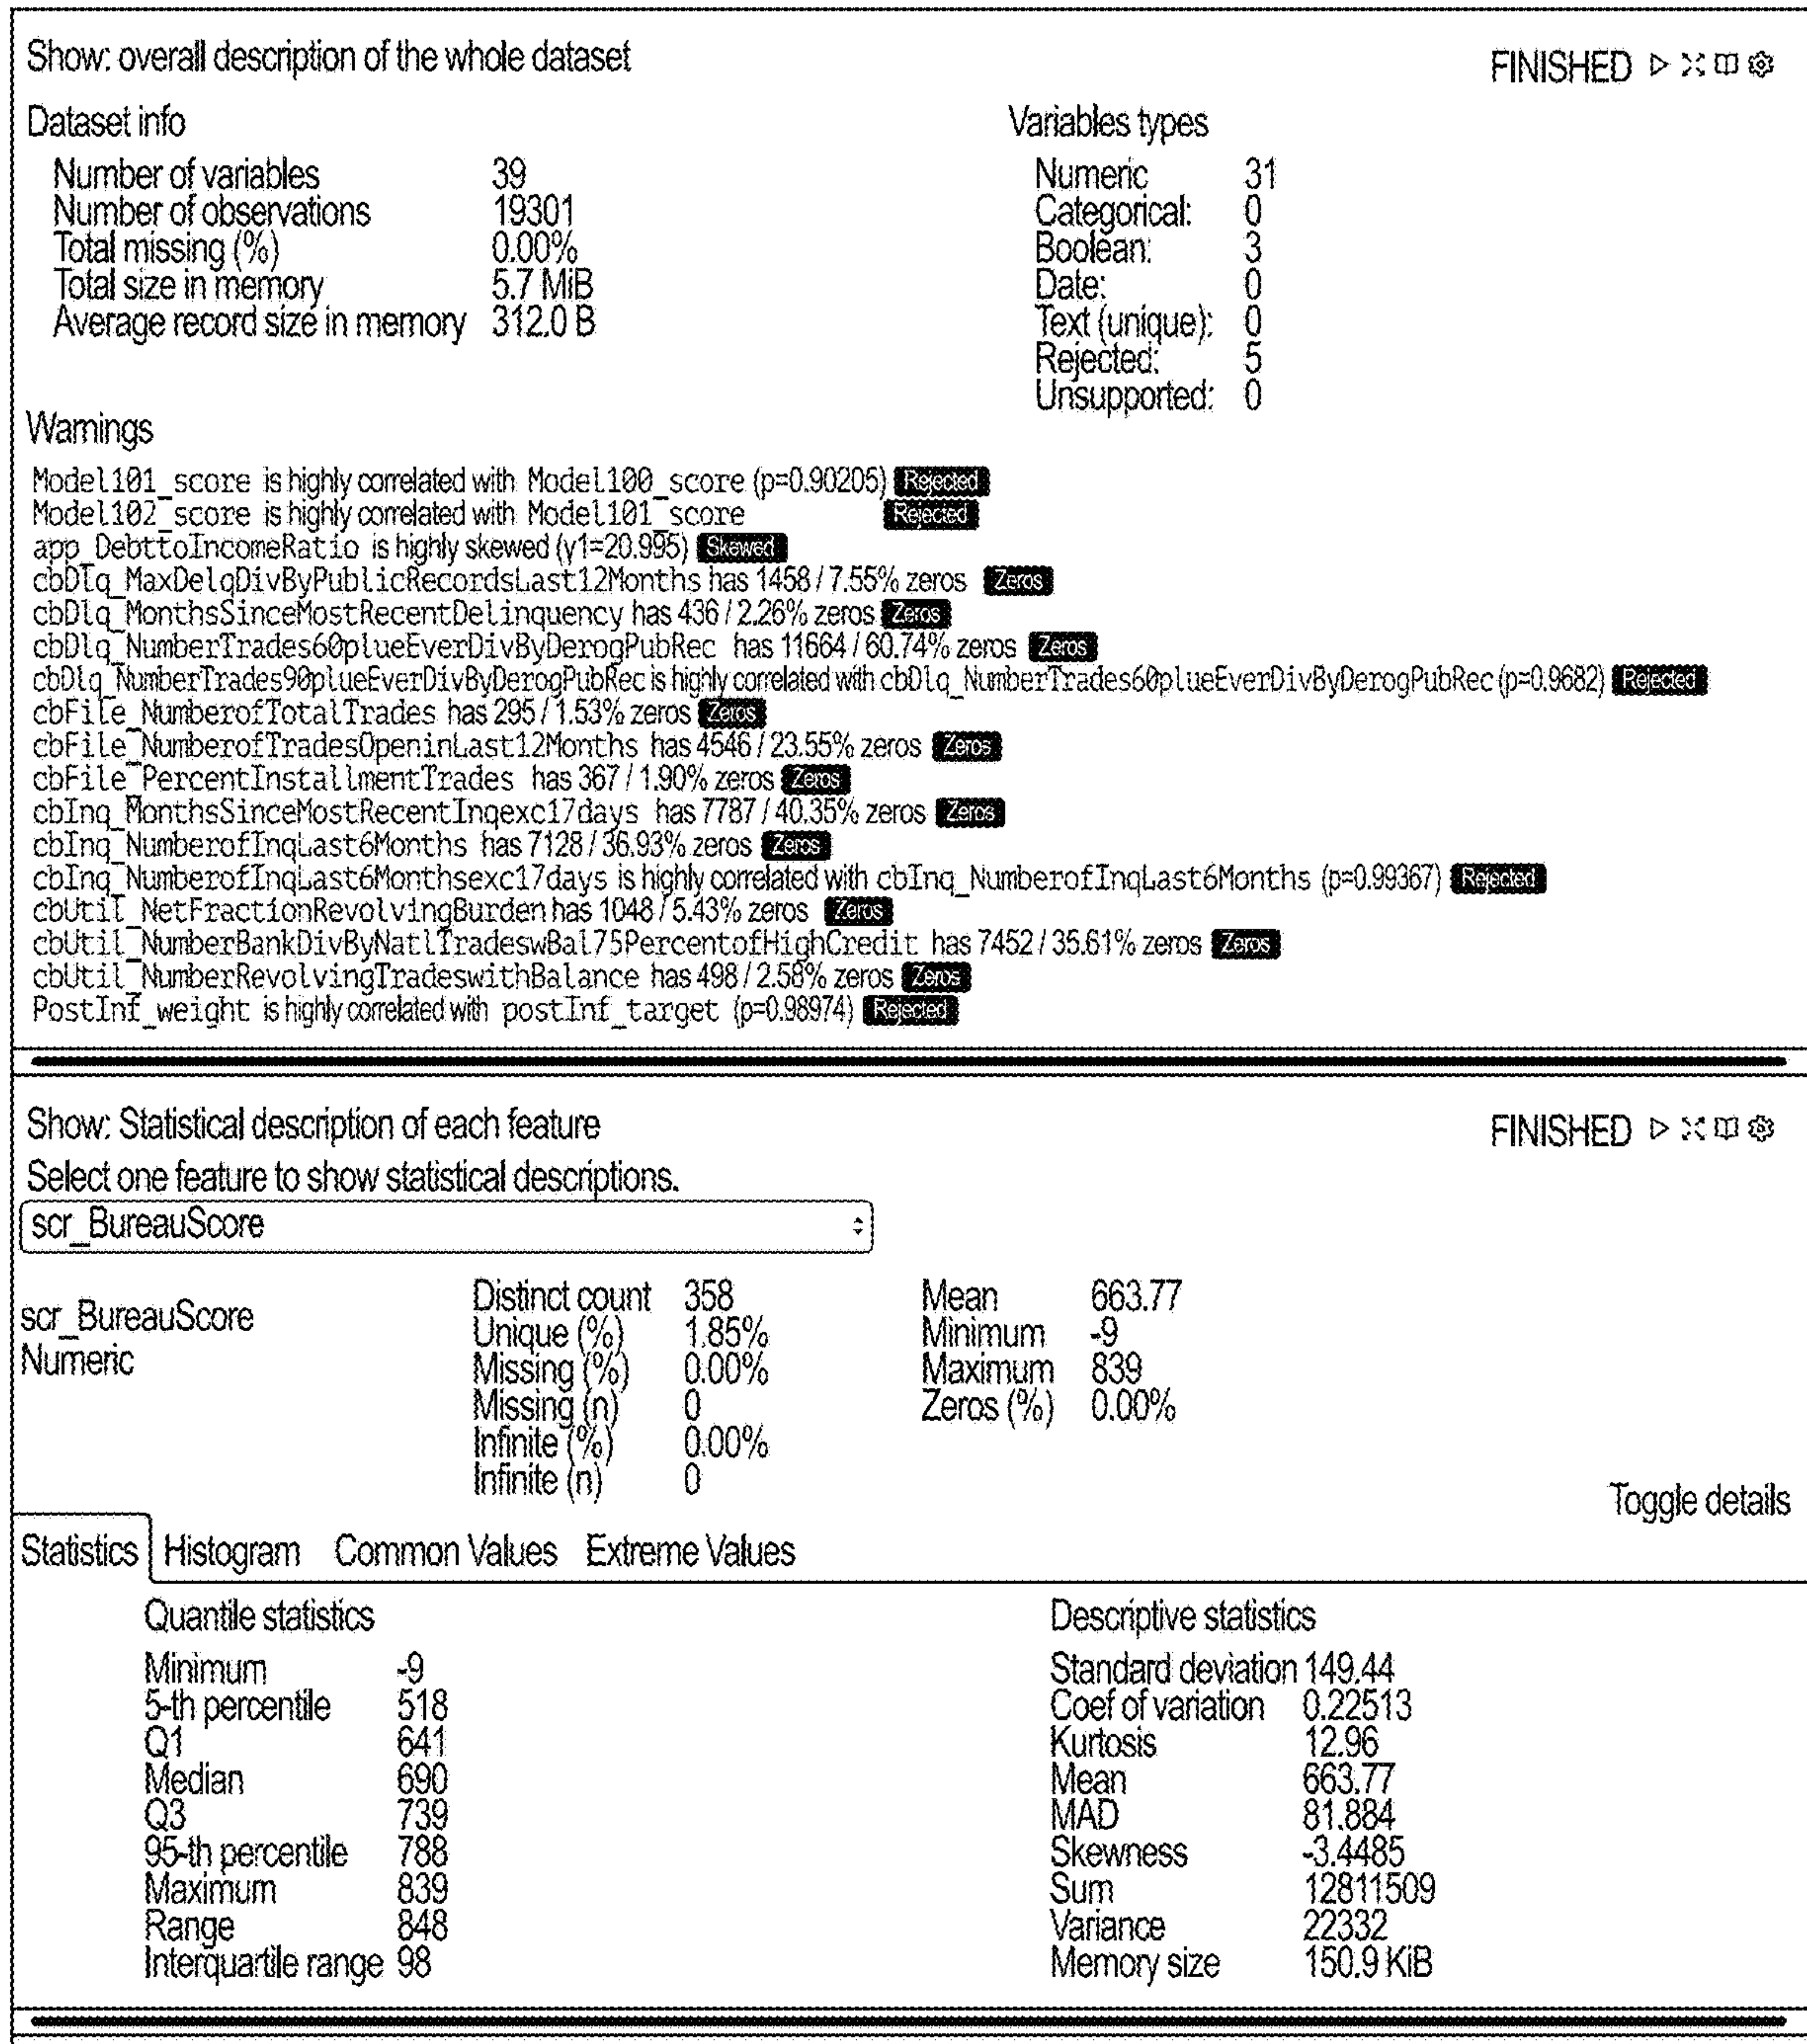 Show: overall description of the whole dataset
FINISHED
Dataset info
Number of variables 39
Number of observations 19301
Total missing (%) 0.00%
Total size in memory 5.7 MiB
Average record size in memory 312.0 B
Variables types
Numeric 31
Categorical: 0
Boolean: 3
Date: 0
Text (unique): 0
Rejected: 5
Unsupported: 0
Warnings
Model101_score is highly correlated with Model100_score (p=0.90205) Rejected
Model102_score is highly correlated with Model101_score Rejected
app_DebttoIncomeRatio is highly skewed (γ1=20.995) Skewed
cbDlq_MaxDelqDivByPublicRecordsLast12Months has 1458 / 7.55% zeros Zeros
cbDlq_MonthsSinceMostRecentDelinquency has 436 / 2.26% zeros Zeros
cbDlq_NumberTrades60plueEverDivByDerogPubRec has 11664 / 60.74% zeros Zeros
cbDlq_NumberTrades90plueEverDivByDerogPubRec is highly correlated with cbDlq_NumberTrades60plueEverDivByDerogPubRec (p=0.9682) Rejected
cbFile_NumberofTotalTrades has 295 / 1.53% zeros Zeros
cbFile_NumberofTradesOpeninLast12Months has 4546 / 23.55% zeros Zeros
cbFile_PercentInstallmentTrades has 367 / 1.90% zeros Zeros
cbInq_MonthsSinceMostRecentInqexc17days has 7787 / 40.35% zeros Zeros
cbInq_NumberofInqLast6Months has 7128 / 36.93% zeros Zeros
cbInq_NumberofInqLast6Monthsexc17days is highly correlated with cbInq_NumberofInqLast6Months (p=0.99367) Rejected
cbUtil_NetFractionRevolvingBurden has 1048 / 5.43% zeros Zeros
cbUtil_NumberBankDivByNatlTradeswBal75PercentofHighCredit has 7452 / 35.61% zeros Zeros
cbUtil_NumberRevolvingTradeswithBalance has 498 / 2.58% zeros Zeros
PostInf_weight is highly correlated with postInf_target (p=0.98974) Rejected
Show: Statistical description of each feature
FINISHED
Select one feature to show statistical descriptions.
scr_BureauScore
scr_BureauScore
Numeric
Distinct count 358
Unique (%) 1.85%
Missing (%) 0.00%
Missing (n) 0
Infinite (%) 0.00%
Infinite (n) 0
Mean 663.77
Minimum -9
Maximum 839
Zeros (%) 0.00%
Toggle details
Statistics Histogram Common Values Extreme Values
Quantile statistics
Minimum -9
5-th percentile 518
Q1 641
Median 690
Q3 739
95-th percentile 788
Maximum 839
Range 848
Interquartile range 98
Descriptive statistics
Standard deviation 149.44
Coef of variation 0.22513
Kurtosis 12.96
Mean 663.77
MAD 81.884
Skewness -3.4485
Sum 12811509
Variance 22332
Memory size 150.9 KiB